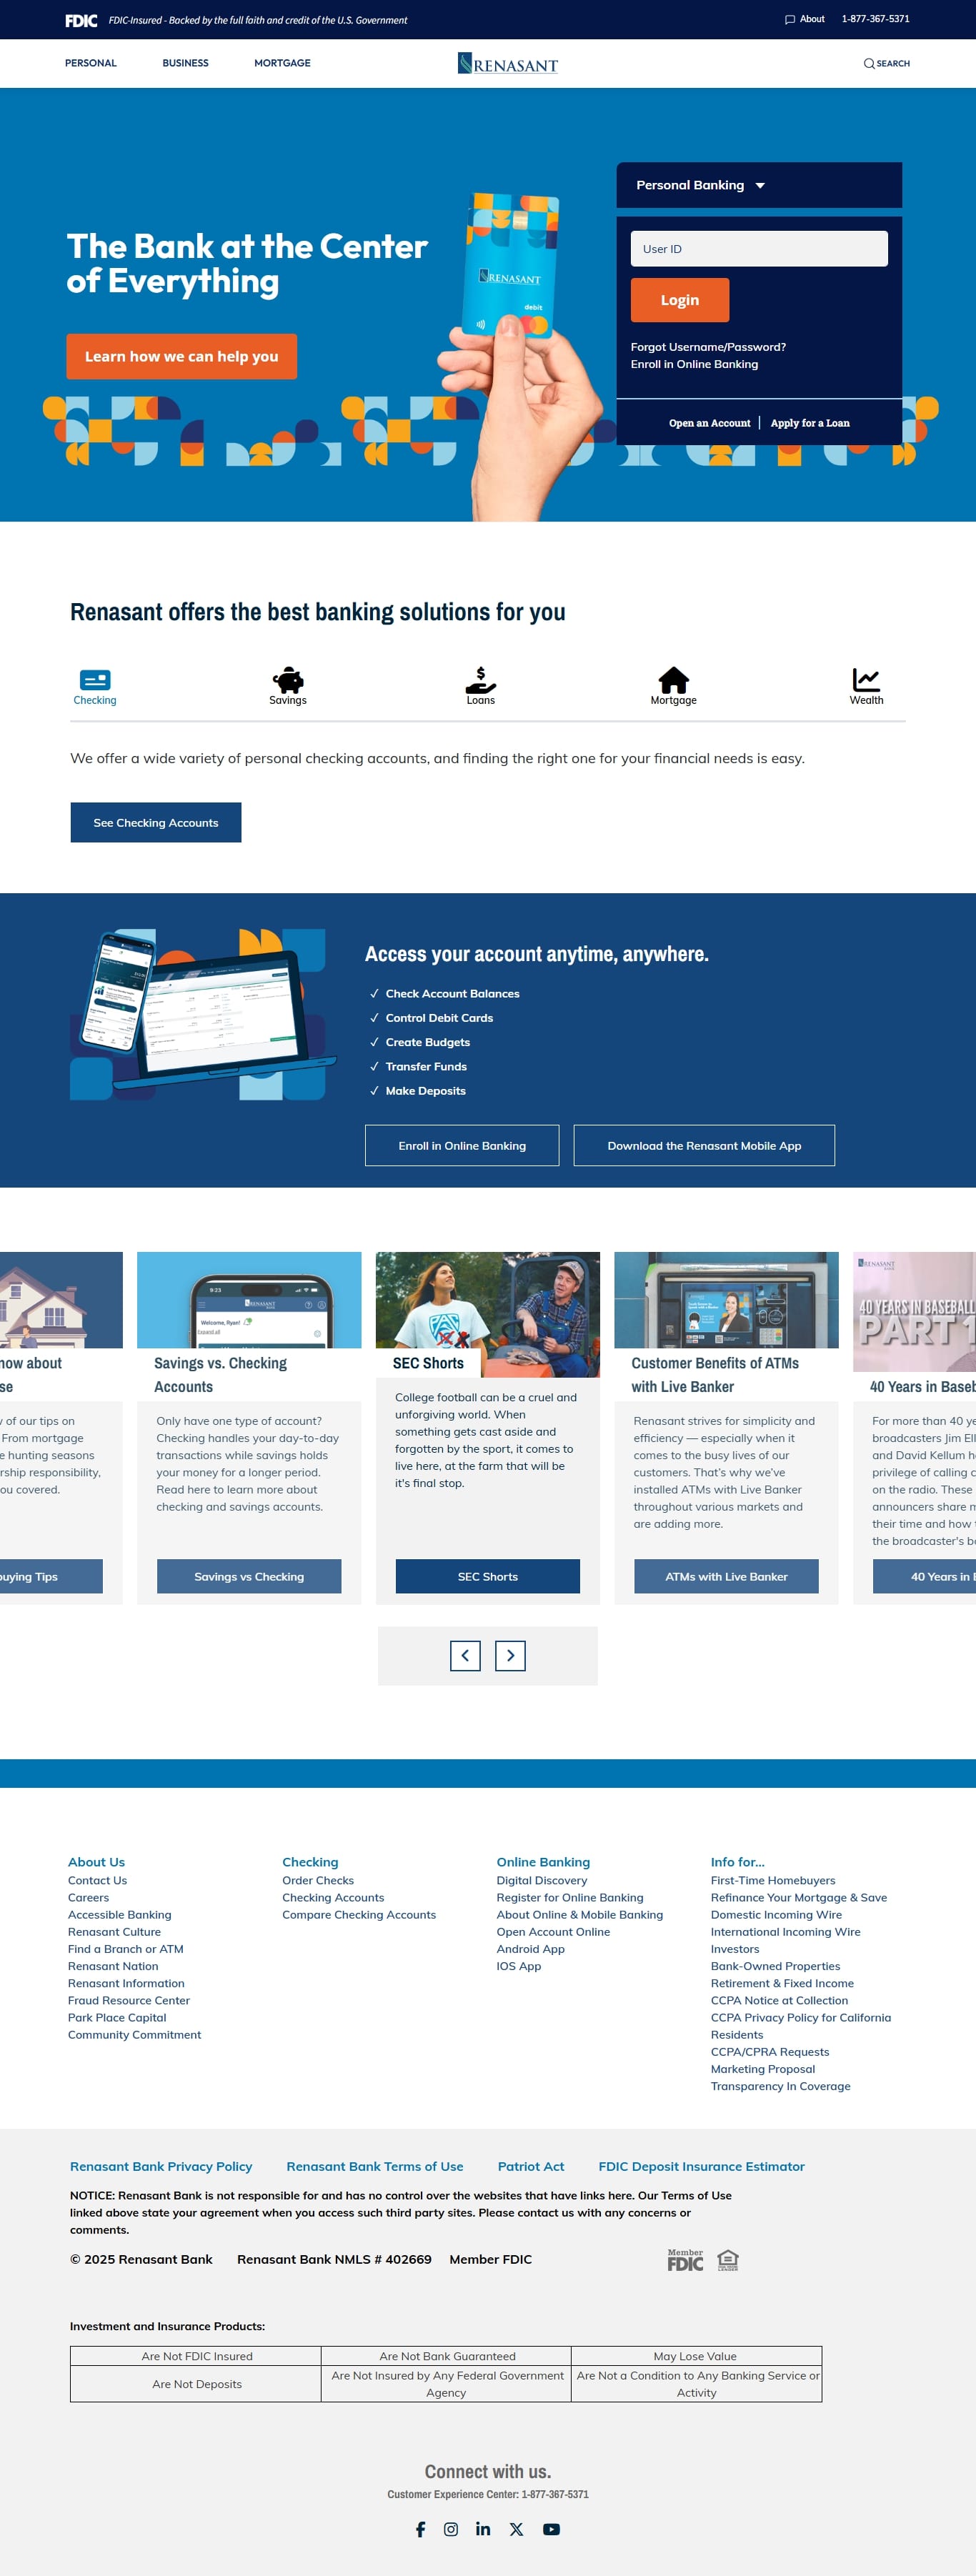 FDIC FDIC-Insured - Backed by the full faith and credit of the U.S. Government
About 1-877-367-5371
PERSONAL BUSINESS MORTGAGE
RENASANT
SEARCH
The Bank at the Center
of Everything
Learn how we can help you
RENASANT
debit
Personal Banking
User ID
Login
Forgot Username/Password?
Enroll in Online Banking
Open an Account | Apply for a Loan
Renasant offers the best banking solutions for you
Checking Savings Loans Mortgage Wealth
We offer a wide variety of personal checking accounts, and finding the right one for your financial needs is easy.
See Checking Accounts
Access your account anytime, anywhere.
✓ Check Account Balances
✓ Control Debit Cards
✓ Create Budgets
✓ Transfer Funds
✓ Make Deposits
Enroll in Online Banking
Download the Renasant Mobile App
now about
se
of our tips on
From mortgage
hunting seasons
rship responsibility,
ou covered.
buying Tips
9:23
RENASANT
Welcome, Ryan!
Savings vs. Checking
Accounts
Only have one type of account?
Checking handles your day-to-day
transactions while savings holds
your money for a longer period.
Read here to learn more about
checking and savings accounts.
Savings vs Checking
SEC Shorts
College football can be a cruel and
unforgiving world. When
something gets cast aside and
forgotten by the sport, it comes to
live here, at the farm that will be
it's final stop.
SEC Shorts
Customer Benefits of ATMs
with Live Banker
Renasant strives for simplicity and
efficiency — especially when it
comes to the busy lives of our
customers. That's why we've
installed ATMs with Live Banker
throughout various markets and
are adding more.
ATMs with Live Banker
RENASANT
40 YEARS IN BASEBALL
PART 1
40 Years in Baseb
For more than 40 ye
broadcasters Jim Ell
and David Kellum h
privilege of calling c
on the radio. These
announcers share m
their time and how t
the broadcaster's bo
40 Years in B
About Us
Contact Us
Careers
Accessible Banking
Renasant Culture
Find a Branch or ATM
Renasant Nation
Renasant Information
Fraud Resource Center
Park Place Capital
Community Commitment
Checking
Order Checks
Checking Accounts
Compare Checking Accounts
Online Banking
Digital Discovery
Register for Online Banking
About Online & Mobile Banking
Open Account Online
Android App
IOS App
Info for...
First-Time Homebuyers
Refinance Your Mortgage & Save
Domestic Incoming Wire
International Incoming Wire
Investors
Bank-Owned Properties
Retirement & Fixed Income
CCPA Notice at Collection
CCPA Privacy Policy for California
Residents
CCPA/CPRA Requests
Marketing Proposal
Transparency In Coverage
Renasant Bank Privacy Policy Renasant Bank Terms of Use Patriot Act FDIC Deposit Insurance Estimator
NOTICE: Renasant Bank is not responsible for and has no control over the websites that have links here. Our Terms of Use
linked above state your agreement when you access such third party sites. Please contact us with any concerns or
comments.
© 2025 Renasant Bank Renasant Bank NMLS # 402669 Member FDIC
Member
FDIC
Investment and Insurance Products:
Are Not FDIC Insured Are Not Bank Guaranteed May Lose Value
Are Not Deposits
Are Not Insured by Any Federal Government
Agency
Are Not a Condition to Any Banking Service or
Activity
Connect with us.
Customer Experience Center: 1-877-367-5371